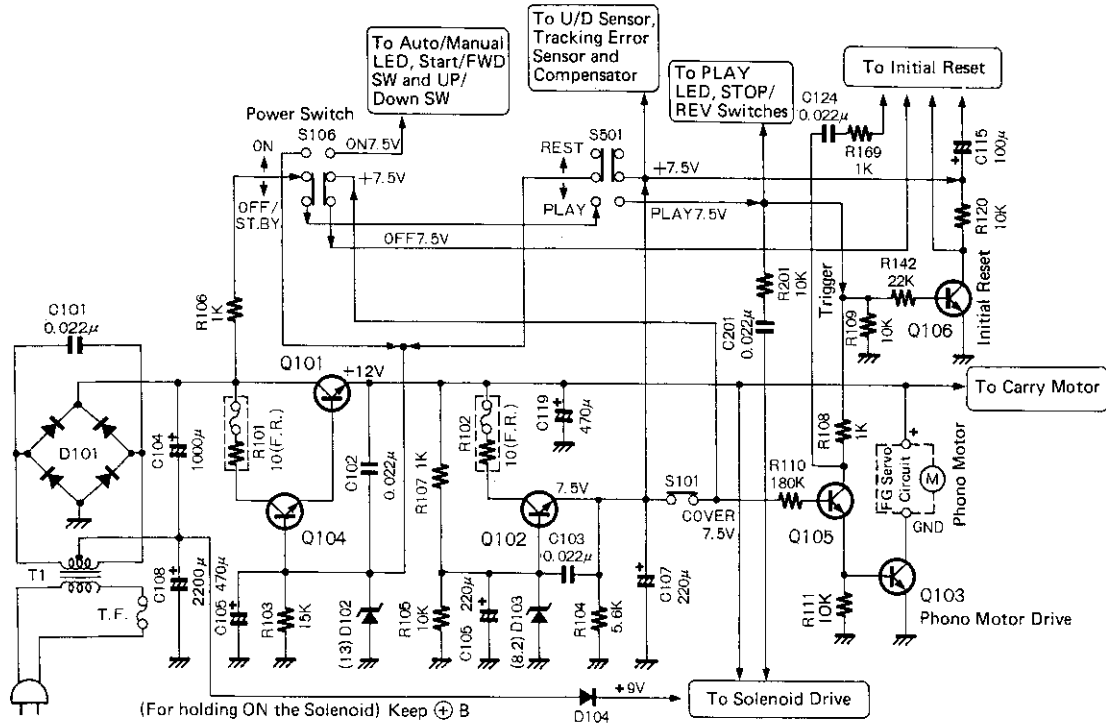 To Auto/Manual
LED, Start/FWD
SW and UP/
Down SW
To U/D Sensor,
Tracking Error
Sensor and
Compensator
To PLAY
LED, STOP/
REV Switches
To Initial Reset
Power Switch
S106
ON
ON7.5V
+7.5V
OFF/
ST.BY
OFF7.5V
S501
REST
PLAY
+7.5V
PLAY7.5V
C124
0.022μ
R169
1K
+
C115
100μ
R120
10K
R142
22K
Q106
Initial Reset
Trigger
R109
10K
R201
10K
C201
0.022μ
R106
1K
C101
0.022μ
D101
Q101
+12V
C104
+
1000μ
R101
10(F.R.)
C102
0.022μ
R107 1K
R102
10(F.R.)
C119
+
470μ
To Carry Motor
R108
1K
R110
180K
Q105
FG Servo
Circuit
+
M
GND
Phono Motor
Q104
Q102
7.5V
C103
0.022μ
S101
COVER
7.5V
C107
+
220μ
R111
10K
Q103
Phono Motor Drive
T1
T.F.
C108
+
2200μ
C105
+
470μ
R103
15K
(13) D102
R105
10K
C105
+
220μ
(8.2) D103
R104
5.6K
To Solenoid Drive
+9V
D104
(For holding ON the Solenoid) Keep ⊕ B